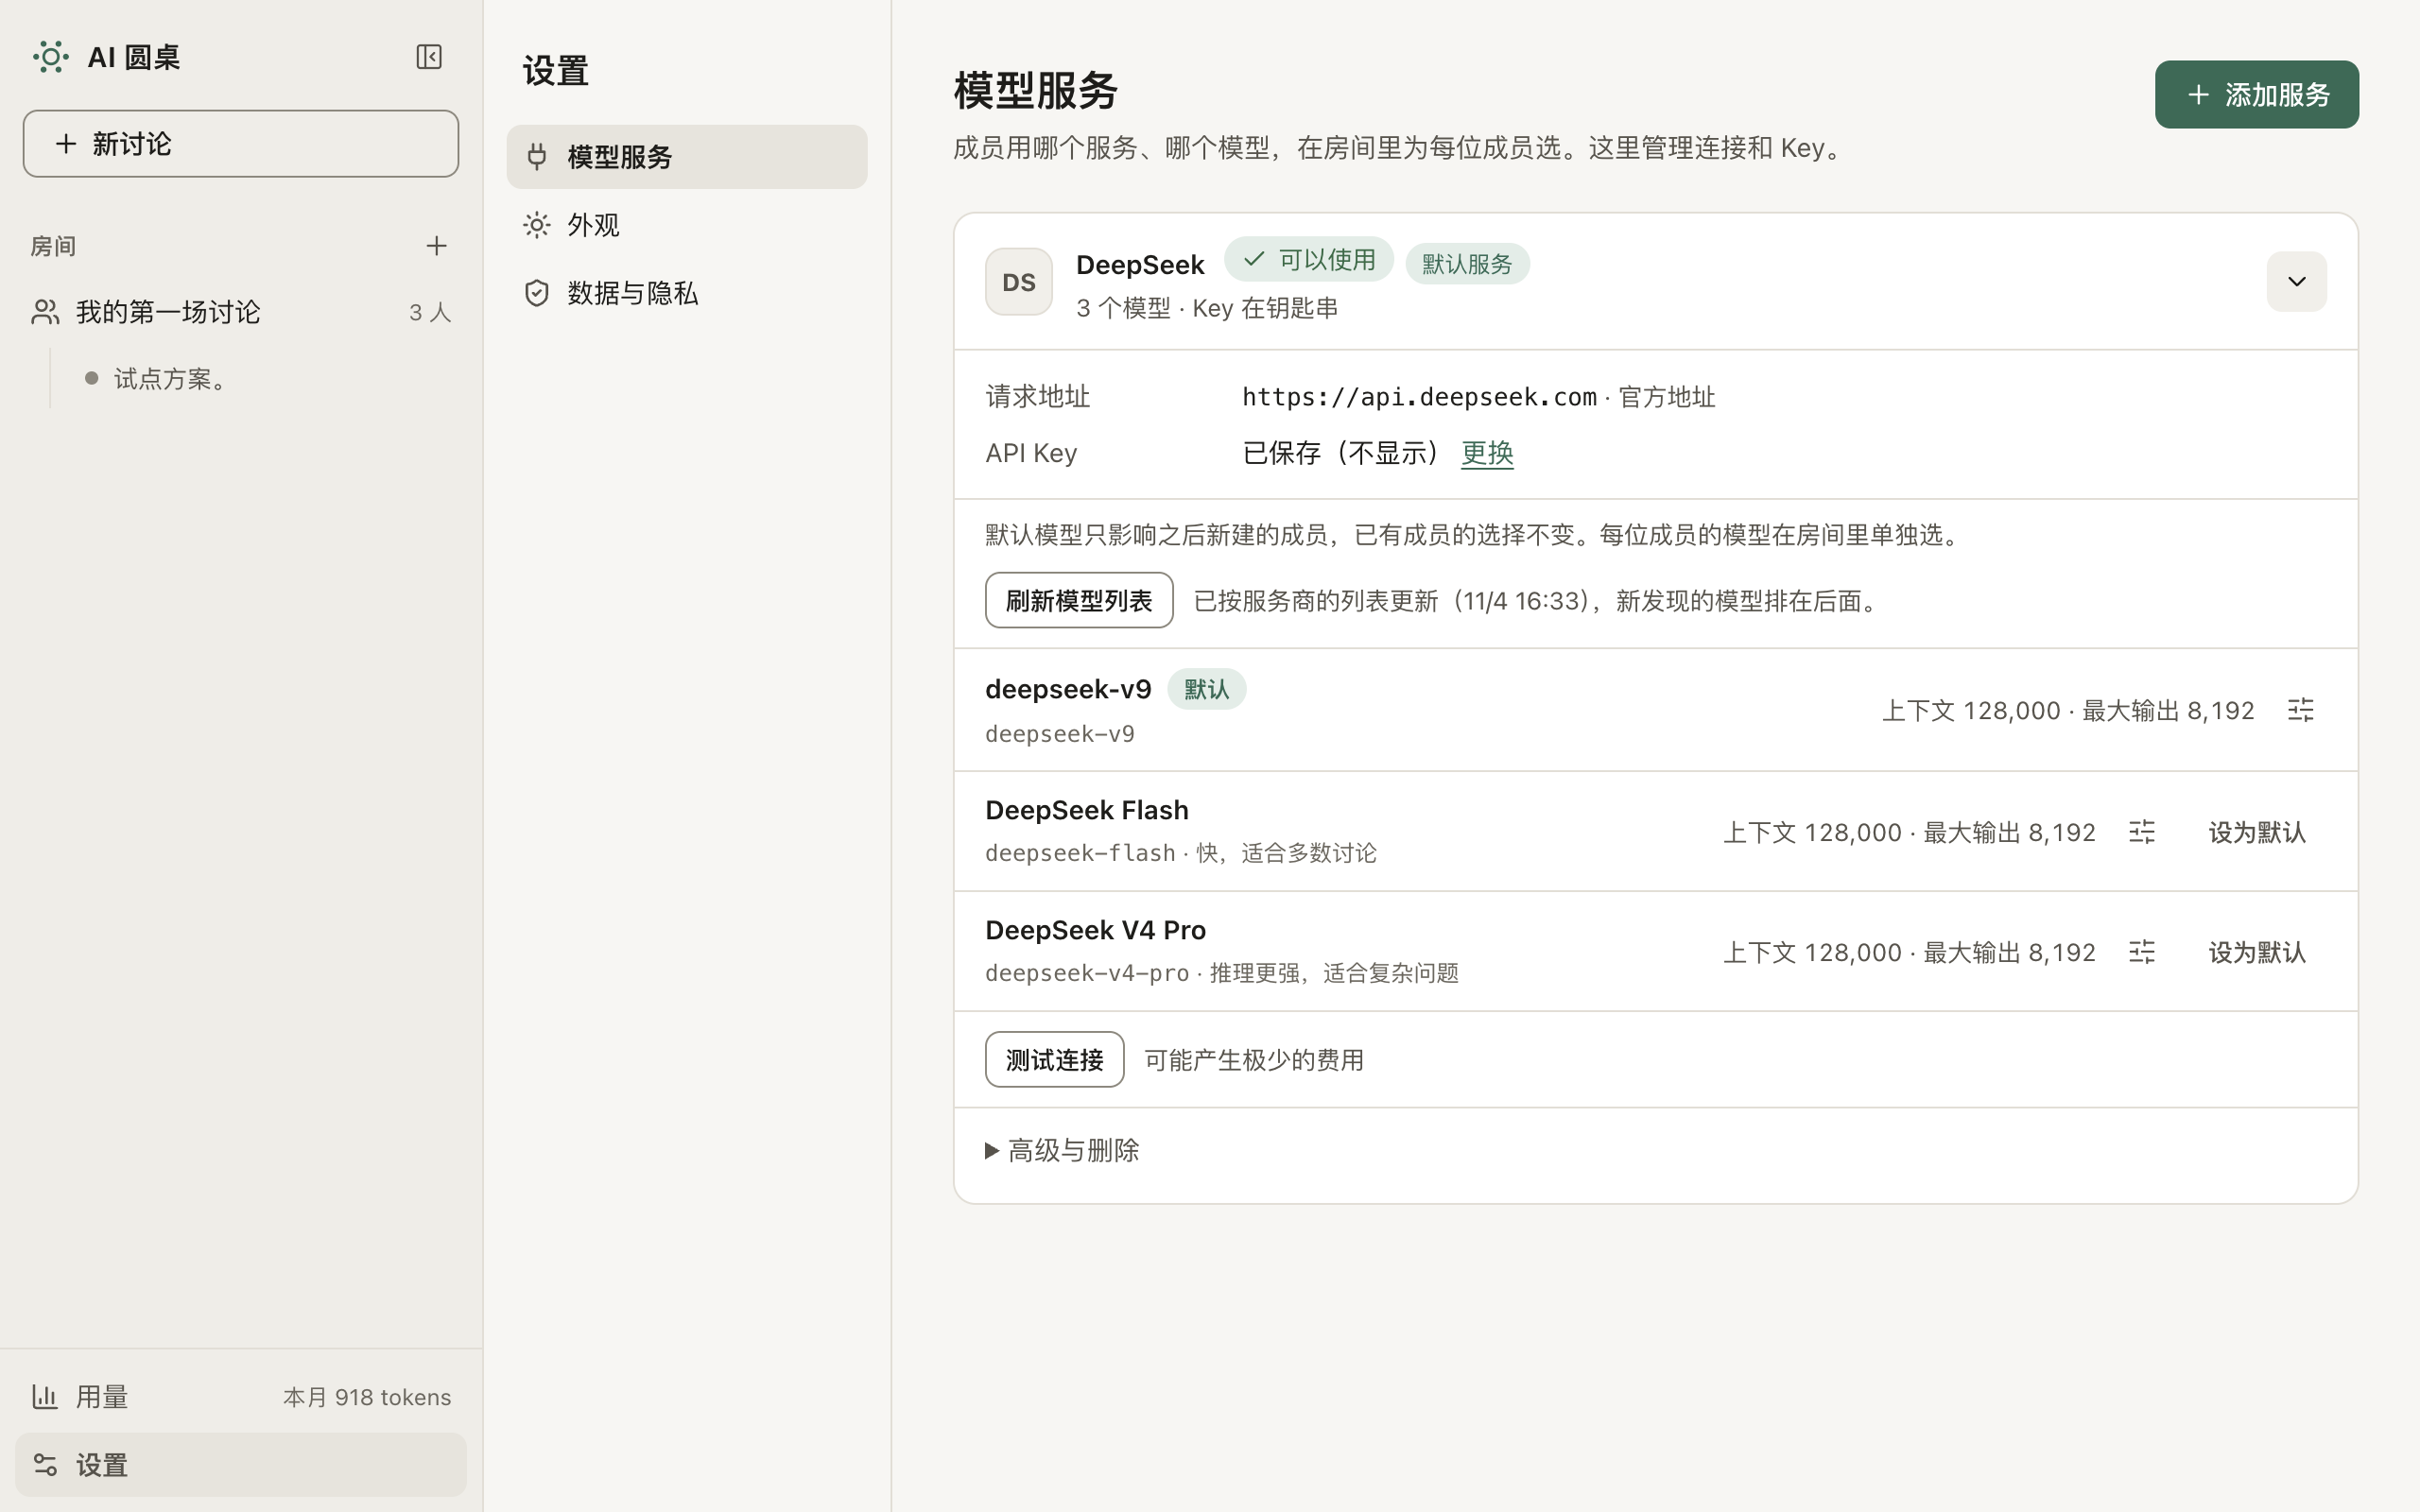 AI 圆桌
新讨论
房间
我的第一场讨论 3 人
试点方案。
用量 本月 918 tokens
设置
设置
模型服务
外观
数据与隐私
模型服务
添加服务
成员用哪个服务、哪个模型，在房间里为每位成员选。这里管理连接和 Key。
DS
DeepSeek 可以使用 默认服务
3 个模型 · Key 在钥匙串
请求地址 https://api.deepseek.com · 官方地址
API Key 已保存（不显示） 更换
默认模型只影响之后新建的成员，已有成员的选择不变。每位成员的模型在房间里单独选。
刷新模型列表 已按服务商的列表更新（11/4 16:33），新发现的模型排在后面。
deepseek-v9 默认
deepseek-v9
上下文 128,000 · 最大输出 8,192
DeepSeek Flash
deepseek-flash · 快，适合多数讨论
上下文 128,000 · 最大输出 8,192 设为默认
DeepSeek V4 Pro
deepseek-v4-pro · 推理更强，适合复杂问题
上下文 128,000 · 最大输出 8,192 设为默认
测试连接 可能产生极少的费用
高级与删除